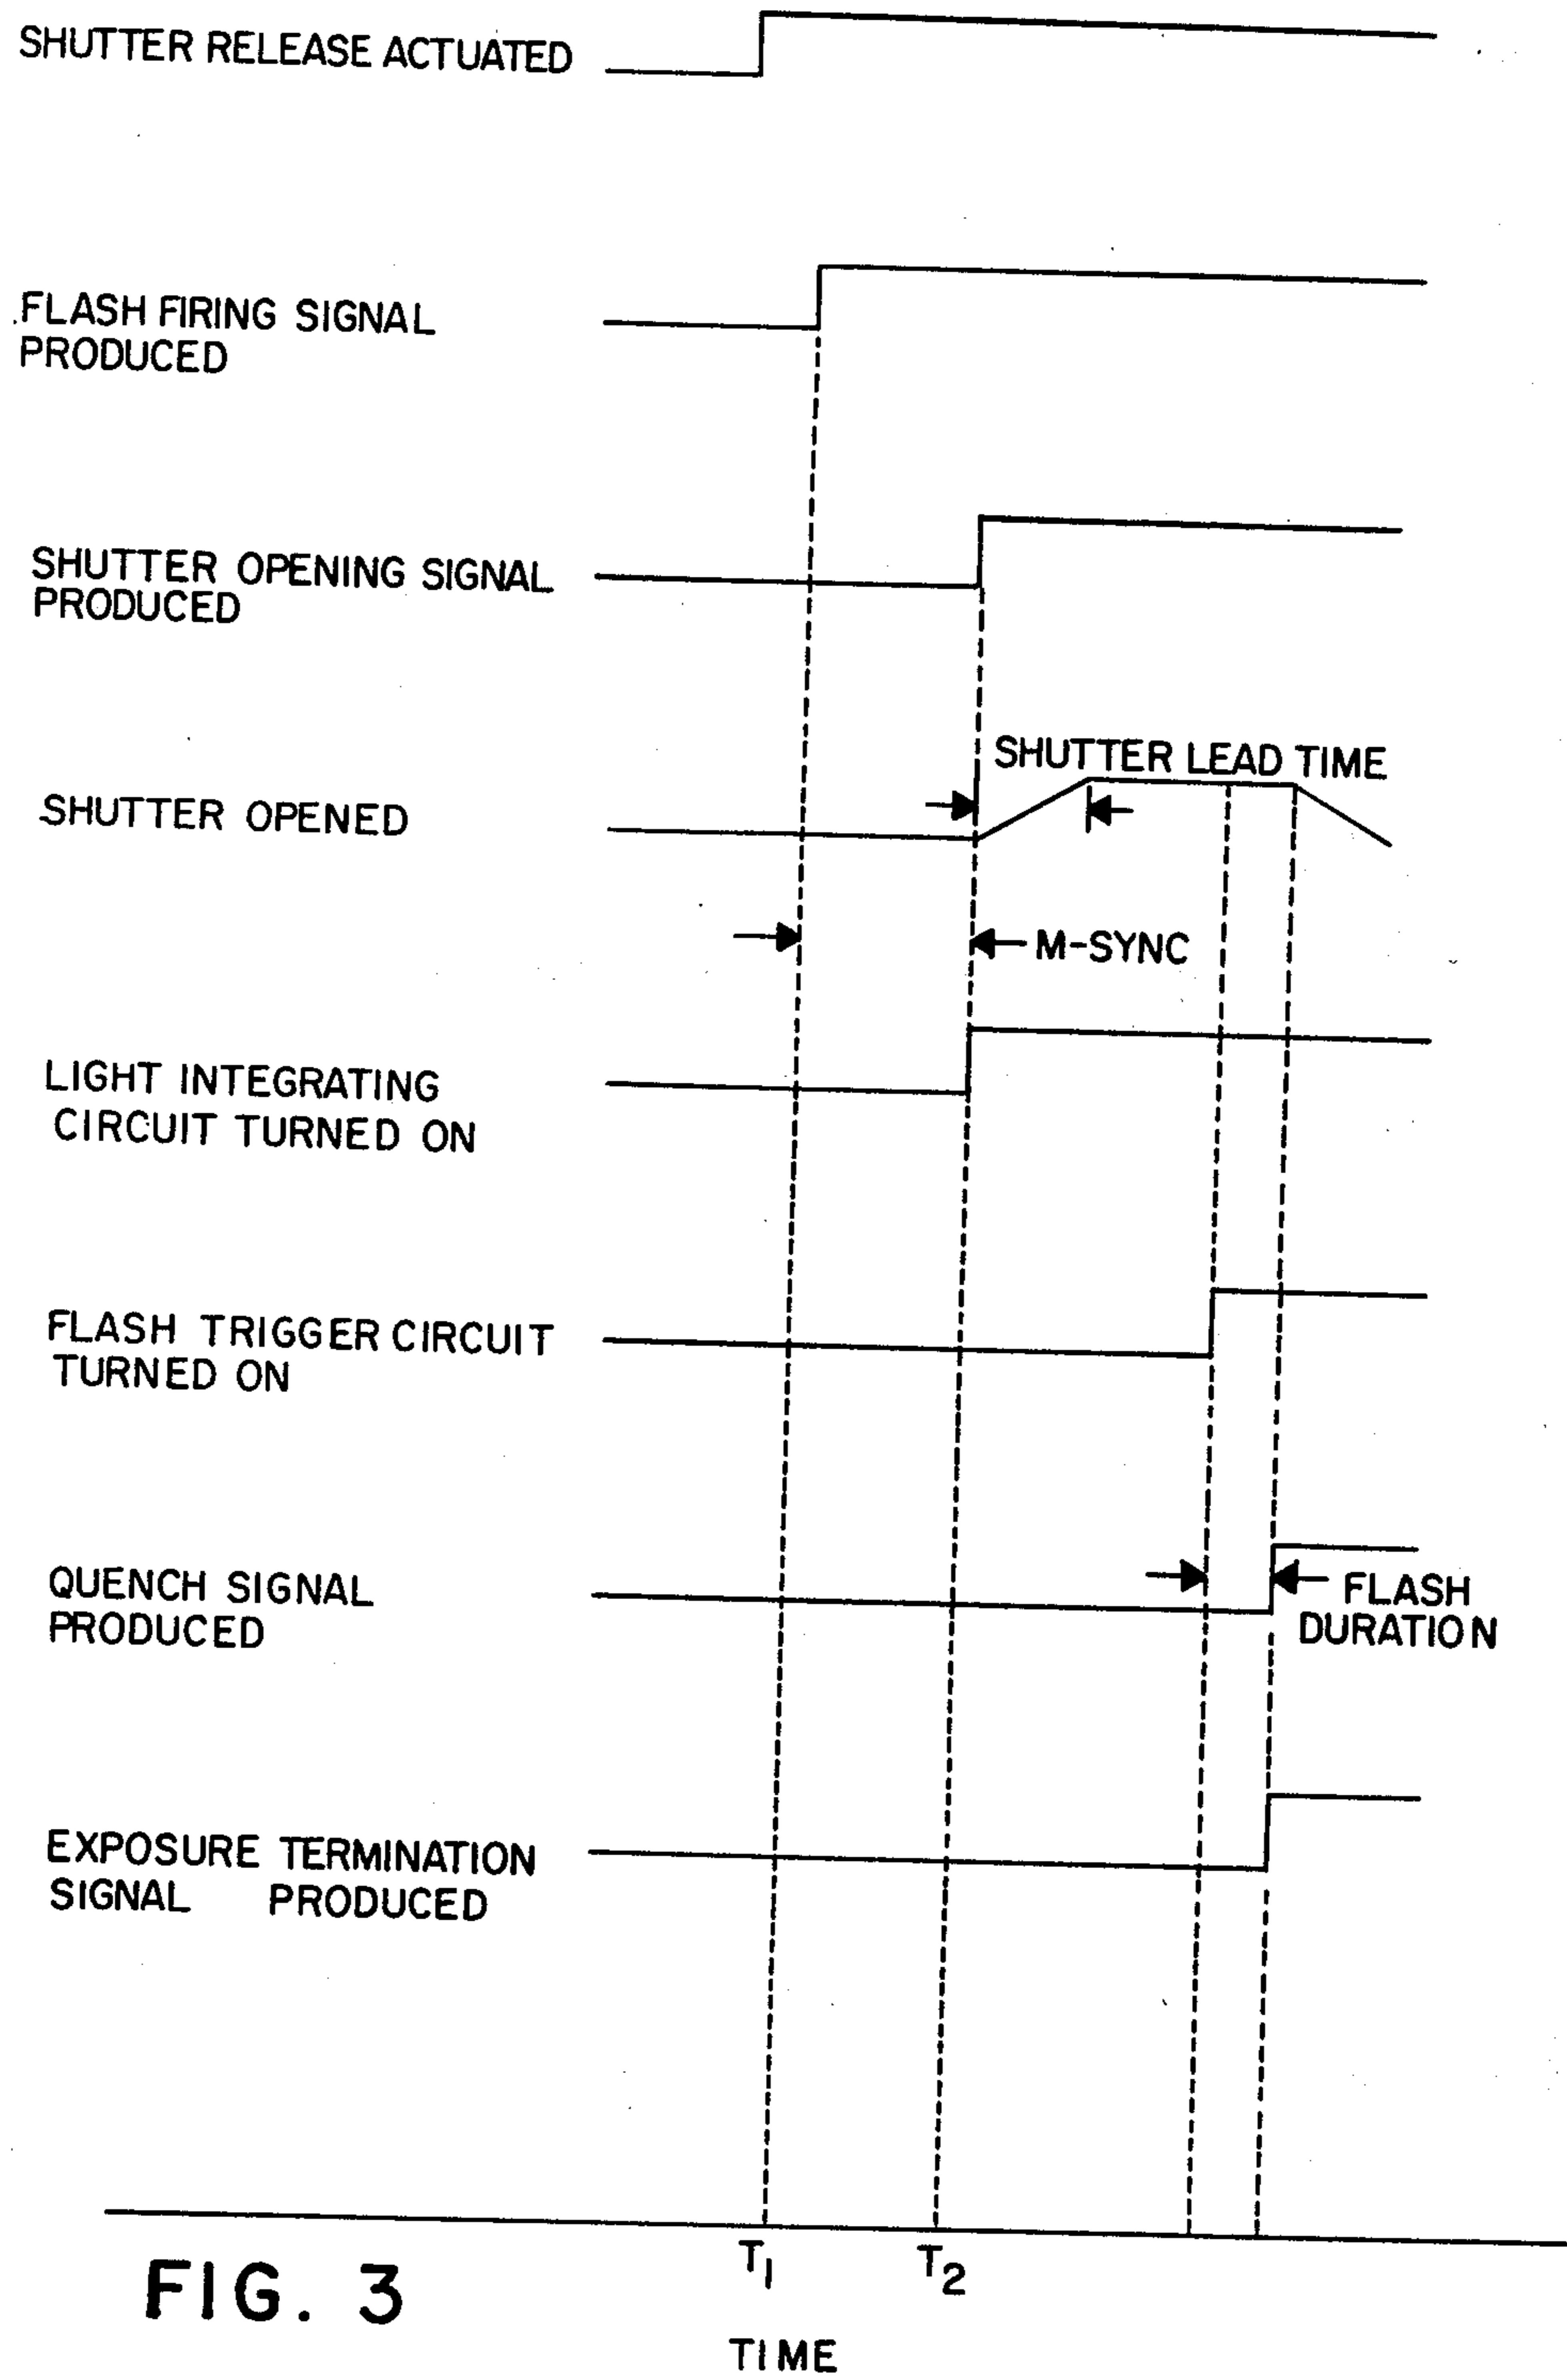 SHUTTER RELEASE ACTUATED
FLASH FIRING SIGNAL
PRODUCED
SHUTTER OPENING SIGNAL
PRODUCED
SHUTTER LEAD TIME
SHUTTER OPENED
M-SYNC
LIGHT INTEGRATING
CIRCUIT TURNED ON
FLASH TRIGGER CIRCUIT
TURNED ON
QUENCH SIGNAL
PRODUCED
FLASH
DURATION
EXPOSURE TERMINATION
SIGNAL PRODUCED
T1 T2
FIG. 3
TIME